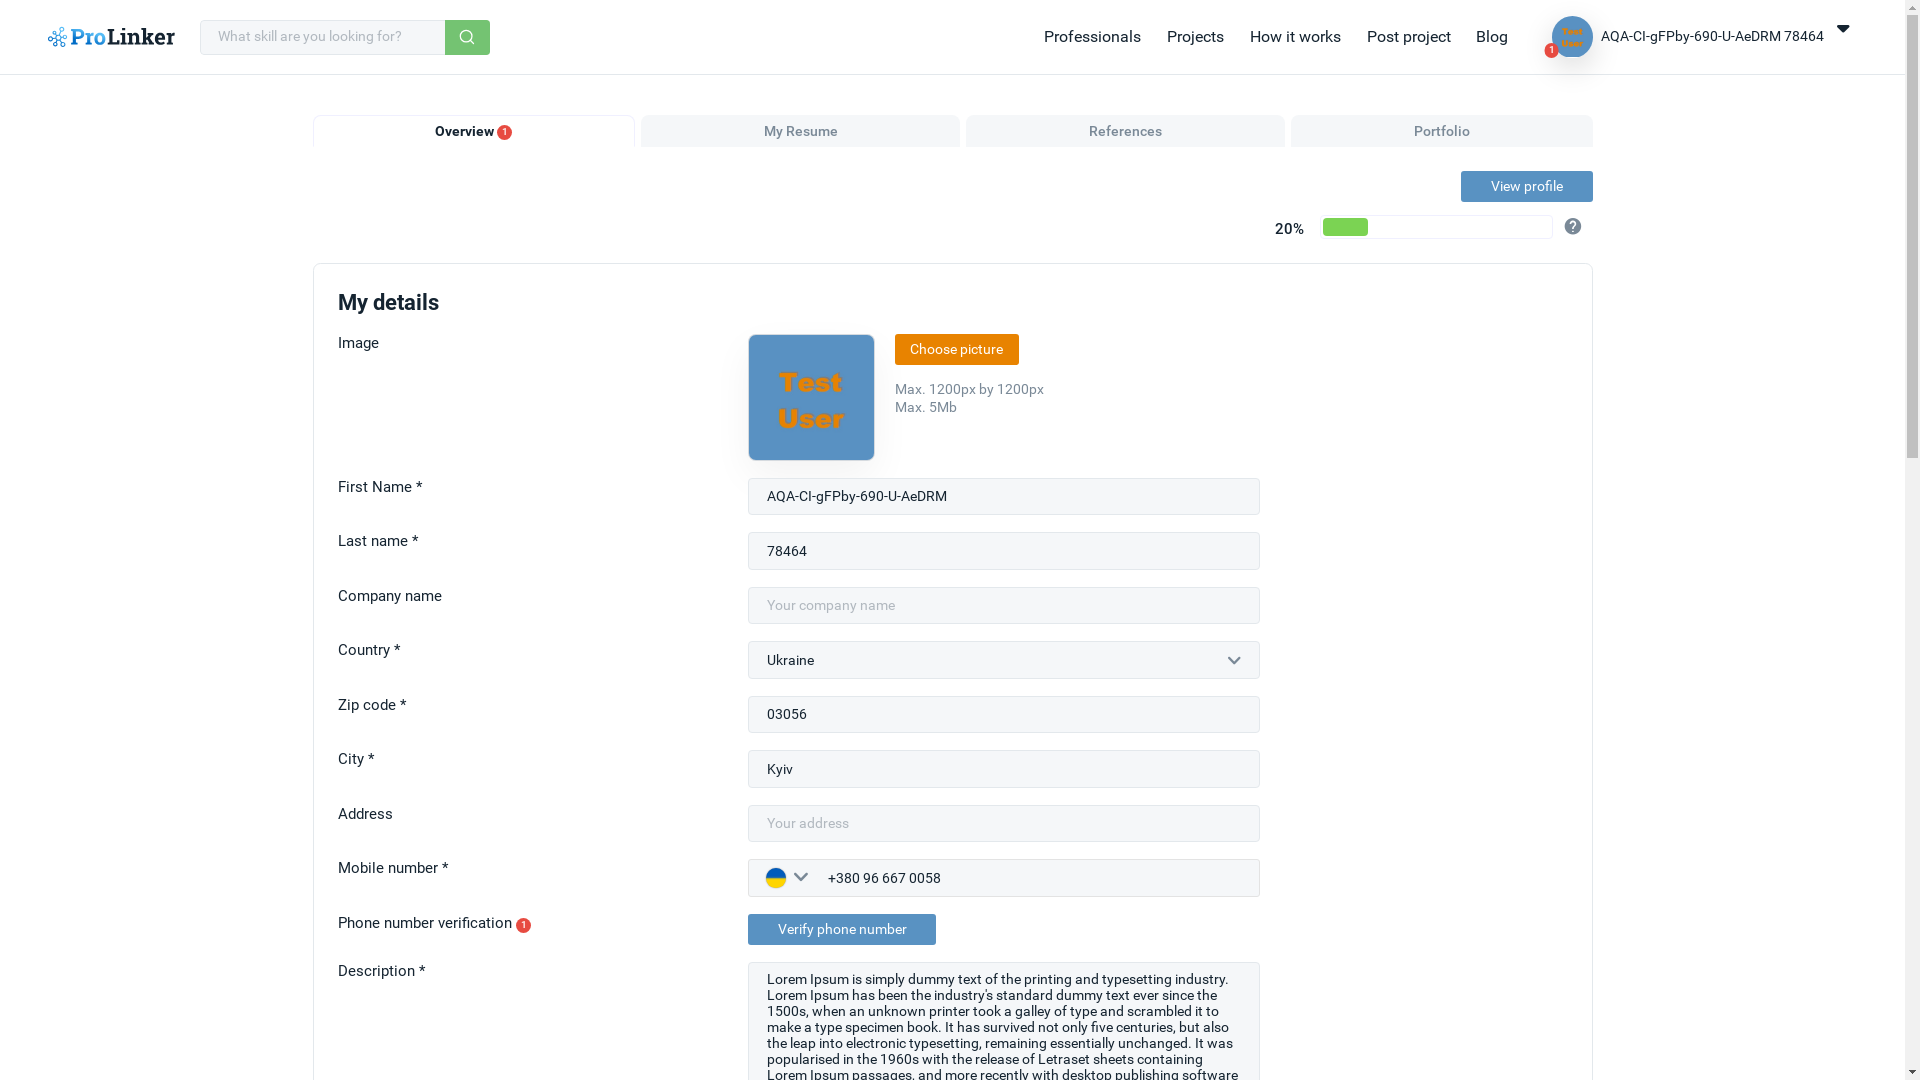 ProLinker
What skill are you looking for?
Professionals
Projects
How it works
Post project
Blog
Test
User
1
AQA-CI-gFPby-690-U-AeDRM 78464
Overview 1
My Resume
References
Portfolio
View profile
20%
?
My details
Image
Test
User
Choose picture
Max. 1200px by 1200px
Max. 5Mb
First Name *
AQA-CI-gFPby-690-U-AeDRM
Last name *
78464
Company name
Your company name
Country *
Ukraine
Zip code *
03056
City *
Kyiv
Address
Your address
Mobile number *
+380 96 667 0058
Phone number verification 1
Verify phone number
Description *
Lorem Ipsum is simply dummy text of the printing and typesetting industry.
Lorem Ipsum has been the industry's standard dummy text ever since the
1500s, when an unknown printer took a galley of type and scrambled it to
make a type specimen book. It has survived not only five centuries, but also
the leap into electronic typesetting, remaining essentially unchanged. It was
popularised in the 1960s with the release of Letraset sheets containing
Lorem Ipsum passages, and more recently with desktop publishing software